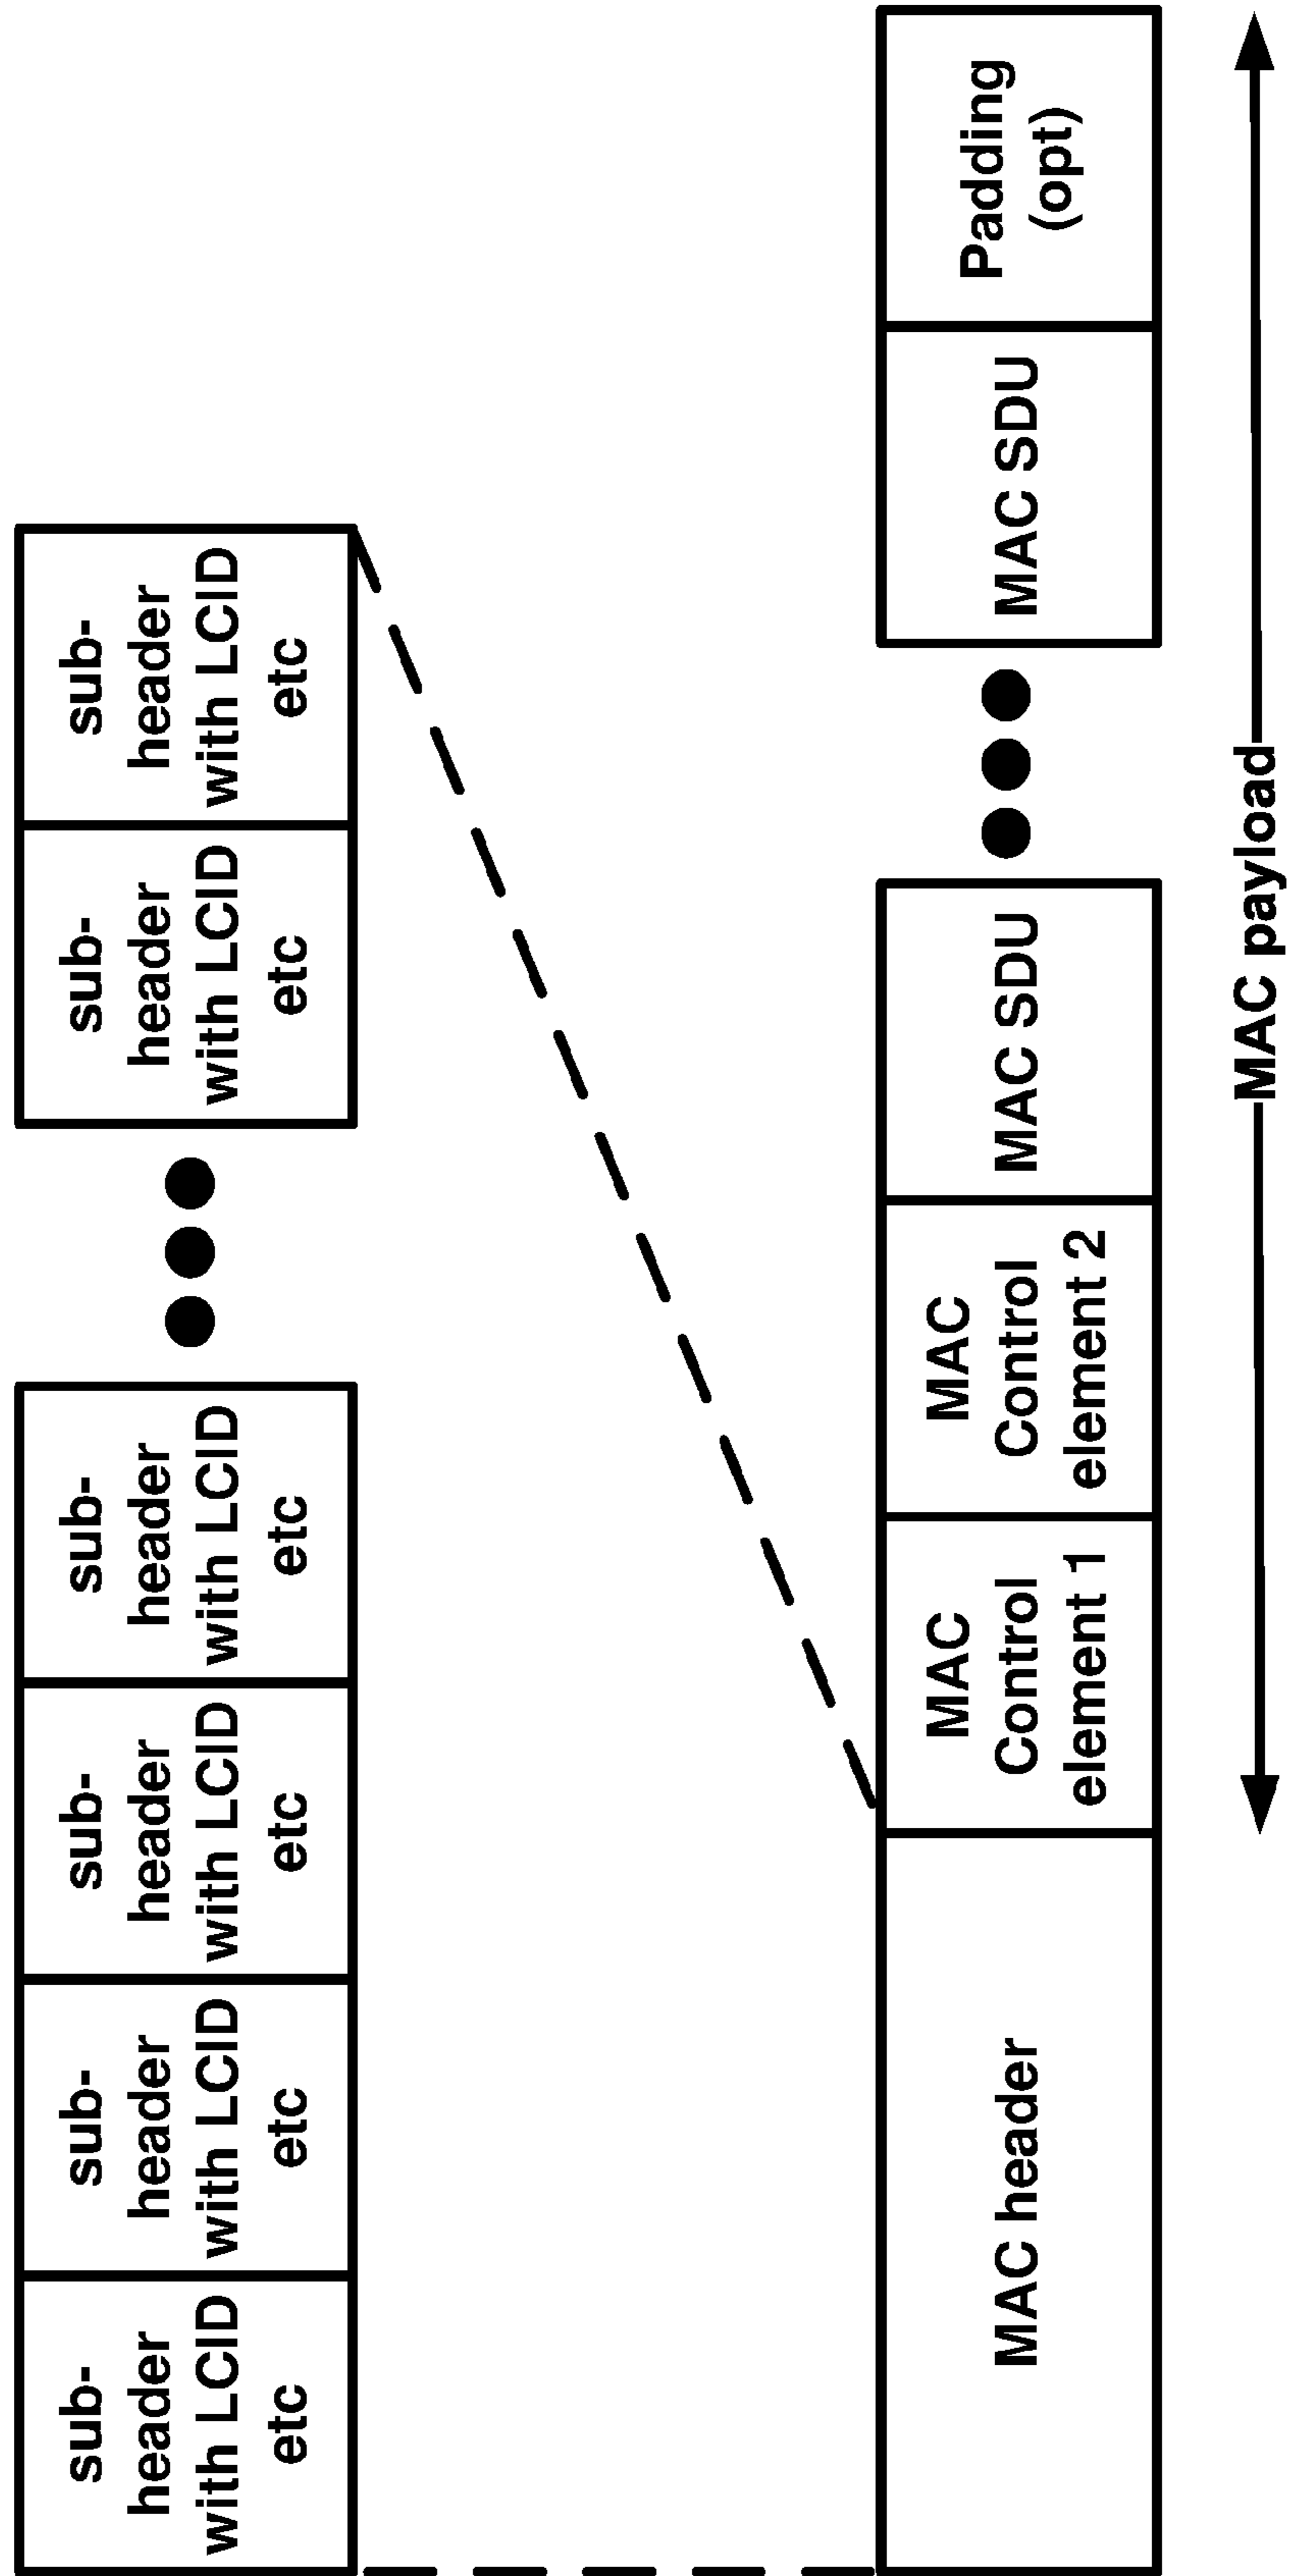 sub-
header
with LCID
etc
sub-
header
with LCID
etc
sub-
header
with LCID
etc
sub-
header
with LCID
etc
sub-
header
with LCID
etc
sub-
header
with LCID
etc
MAC header
MAC
Control
element 1
MAC
Control
element 2
MAC SDU
MAC SDU
Padding
(opt)
MAC payload